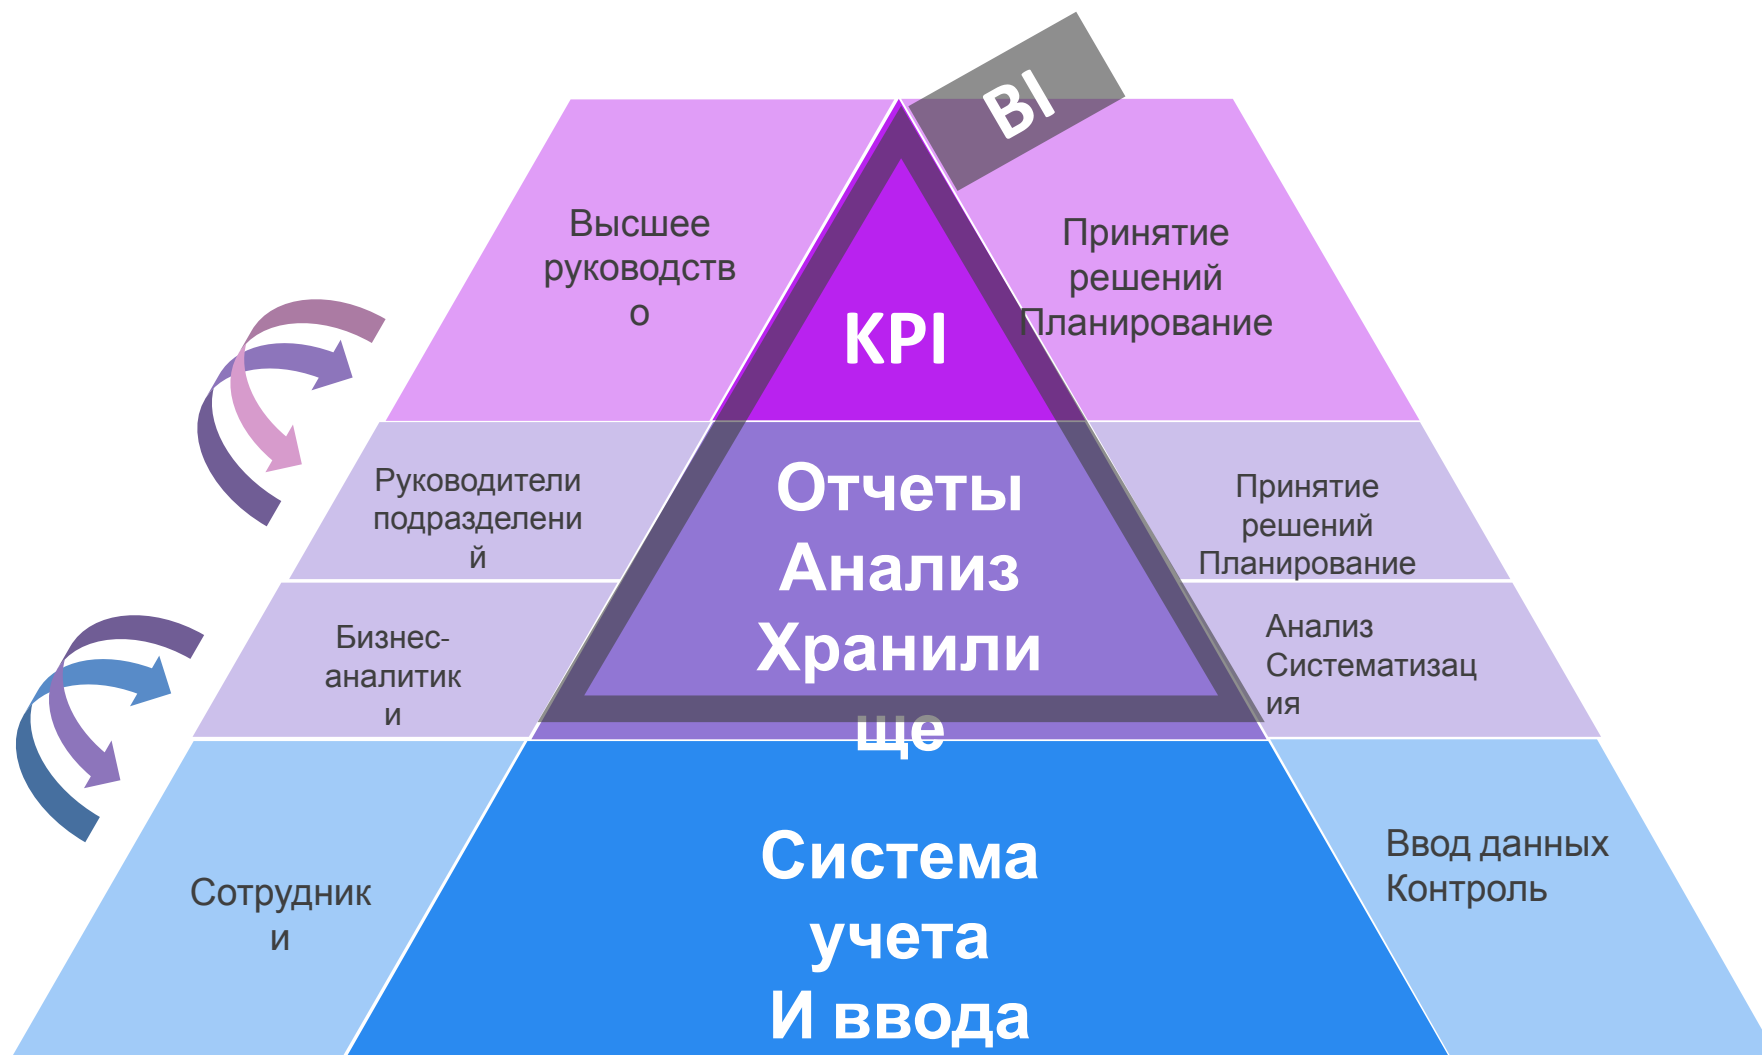 BI
Высшее
руководств
о
Принятие
решений
Планирование
KPI
Руководители
подразделени
й
Отчеты
Анализ
Хранили
ще
Принятие
решений
Планирование
Бизнес-
аналитик
и
Анализ
Систематизац
ия
Сотрудник
и
Система
учета
И ввода
Ввод данных
Контроль